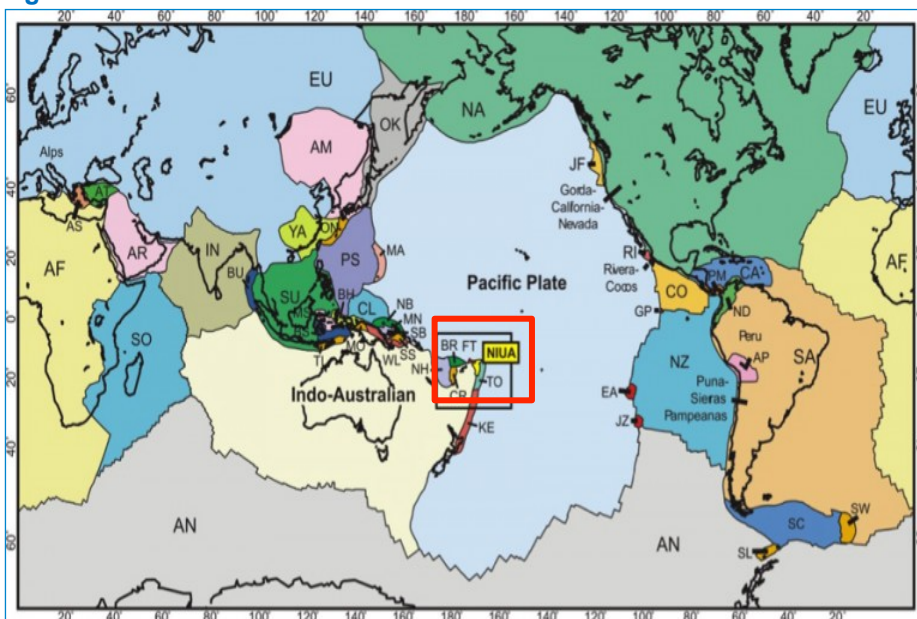 EU
NA
OK
EU
AM
Alps
JF
AT
Gorda-
California-
Nevada
AS
YA
ON
IN
AR
PS
MA
RI
AF
BU
Rivera-
Cocos
PM
CA
AF
Pacific Plate
CO
SU
BH
CL
NB
MN
MS
SB
GP
ND
SO
BS
BR
FT
NIUA
Peru
TI
MO
WL
SS
NH
TO
NZ
AP
SA
Indo-Australian
CR
EA
Puna-
Sieras
Pampeanas
KE
JZ
AN
AN
SC
SW
SL
60˚
40˚
20˚
0˚
20˚
40˚
60˚
20˚ 40˚ 60˚ 80˚ 100˚ 120˚ 140˚ 160˚ 180˚ 160˚ 140˚ 120˚ 100˚ 80˚ 60˚ 40˚ 20˚